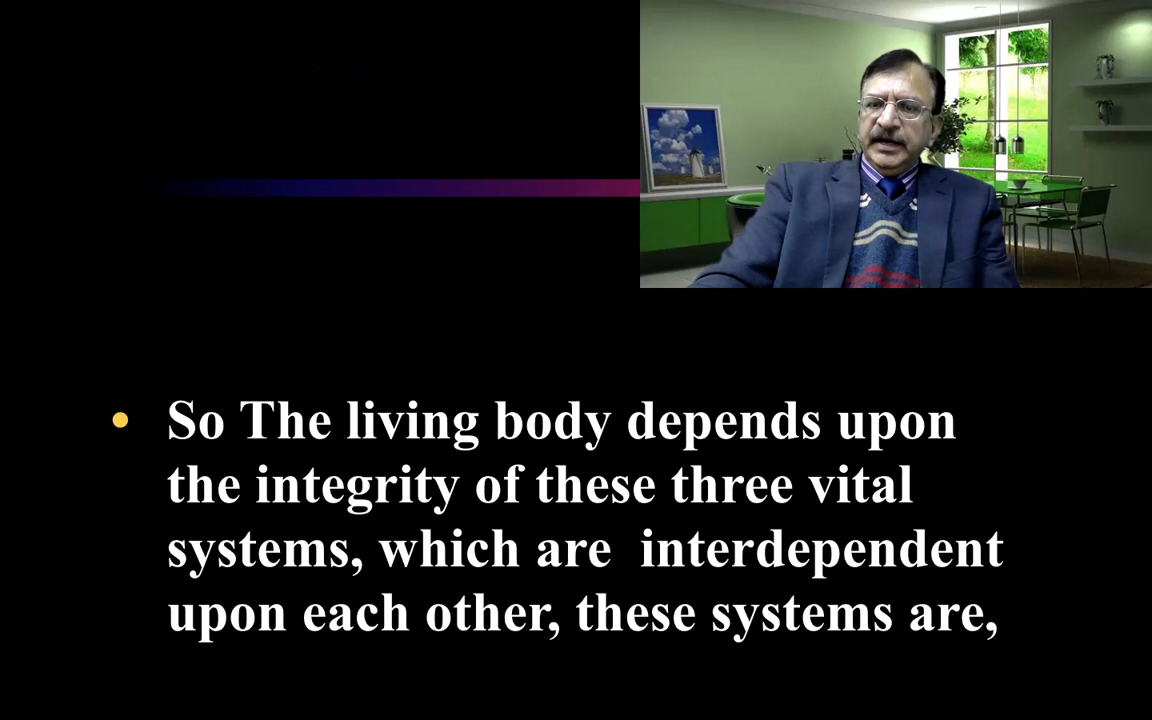 • So The living body depends upon
the integrity of these three vital
systems, which are  interdependent
upon each other, these systems are,